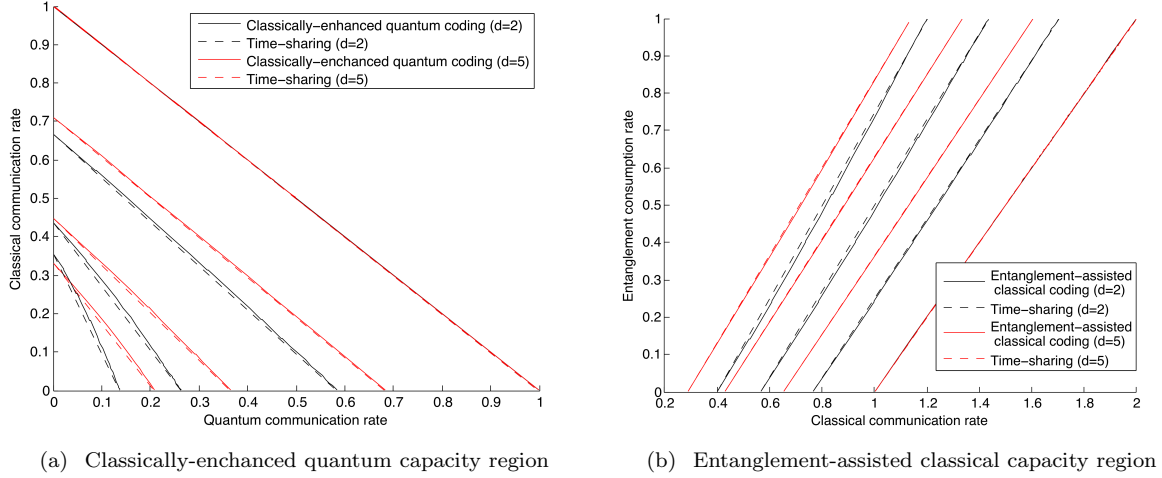 Classically-enhanced quantum coding (d=2)
Time-sharing (d=2)
Classically-enchanced quantum coding (d=5)
Time-sharing (d=5)
Classical communication rate
1
0.9
0.8
0.7
0.6
0.5
0.4
0.3
0.2
0.1
0
0 0.1 0.2 0.3 0.4 0.5 0.6 0.7 0.8 0.9 1
Quantum communication rate
(a) Classically-enchanced quantum capacity region
Entanglement consumption rate
1
0.9
0.8
0.7
0.6
0.5
0.4
0.3
0.2
0.1
0
Entanglement-assisted
classical coding (d=2)
Time-sharing (d=2)
Entanglement-assisted
classical coding (d=5)
Time-sharing (d=5)
0.2 0.4 0.6 0.8 1 1.2 1.4 1.6 1.8 2
Classical communication rate
(b) Entanglement-assisted classical capacity region